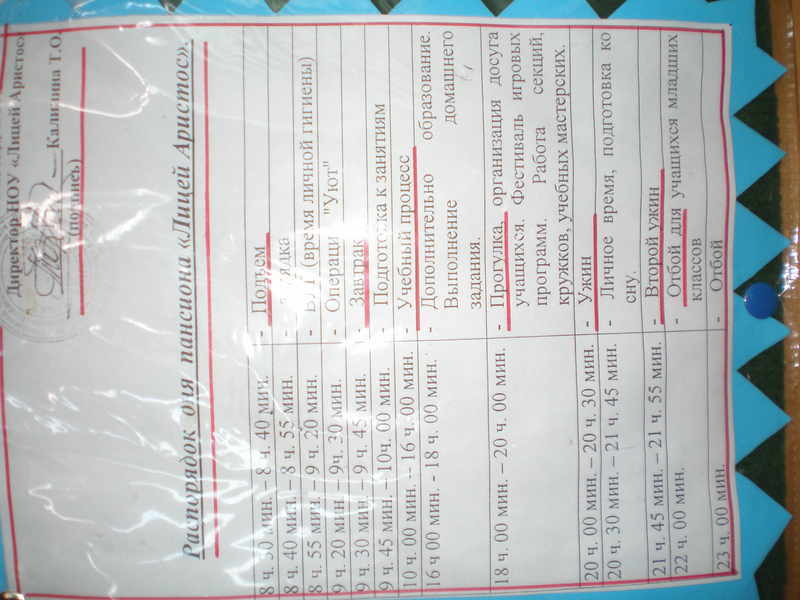 Директор НОУ «Лицей Аристос»
Калинина Т.О.
(подпись)
Распорядок для пансиона «Лицей Аристос».
8 ч. 30 мин. – 8 ч. 40 мин. - Подъем
8 ч. 40 мин. – 8 ч. 55 мин. - Зарядка
8 ч. 55 мин. – 9 ч. 20 мин. - (время личной гигиены)
9 ч. 20 мин. – 9ч. 30 мин. - Операция "Уют"
9 ч. 30 мин. – 9 ч. 45 мин. - Завтрак
9 ч. 45 мин. – 10ч. 00 мин. - Подготовка к занятиям
10 ч. 00 мин. – 16 ч. 00 мин. - Учебный процесс
16 ч 00 мин. - 18 ч. 00 мин. - Дополнительно образование.
Выполнение домашнего
задания.
18 ч. 00 мин. – 20 ч. 00 мин. - Прогулка, организация досуга
учащихся. Фестиваль игровых
программ. Работа секций,
кружков, учебных мастерских.
20 ч. 00 мин. – 20 ч. 30 мин. - Ужин
20 ч. 30 мин. – 21 ч. 45 мин. - Личное время, подготовка ко
сну.
21 ч. 45 мин. – 21 ч. 55 мин. - Второй ужин
22 ч. 00 мин. - Отбой для учащихся младших
классов
23 ч. 00 мин. - Отбой